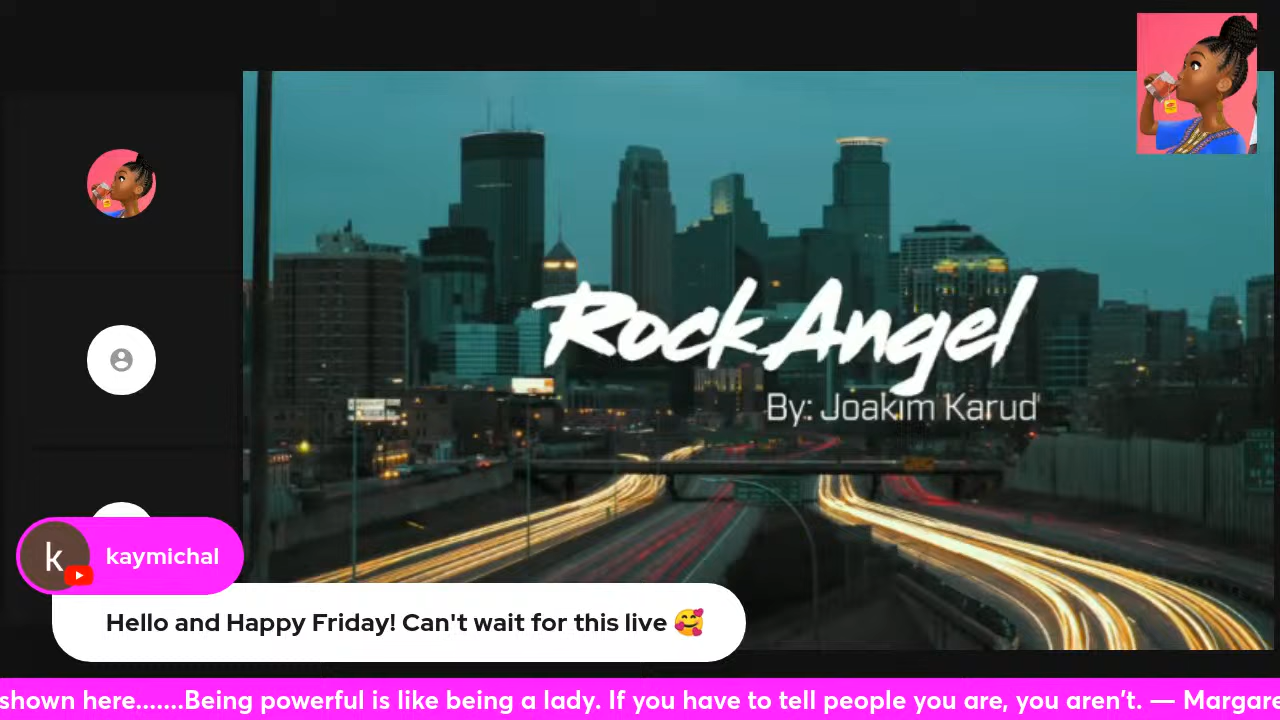 Rock Angel
By: Joakim Karud
k
kaymichal
Hello and Happy Friday! Can't wait for this live 🥰
shown here.......Being powerful is like being a lady. If you have to tell people you are, you aren't. — Margare